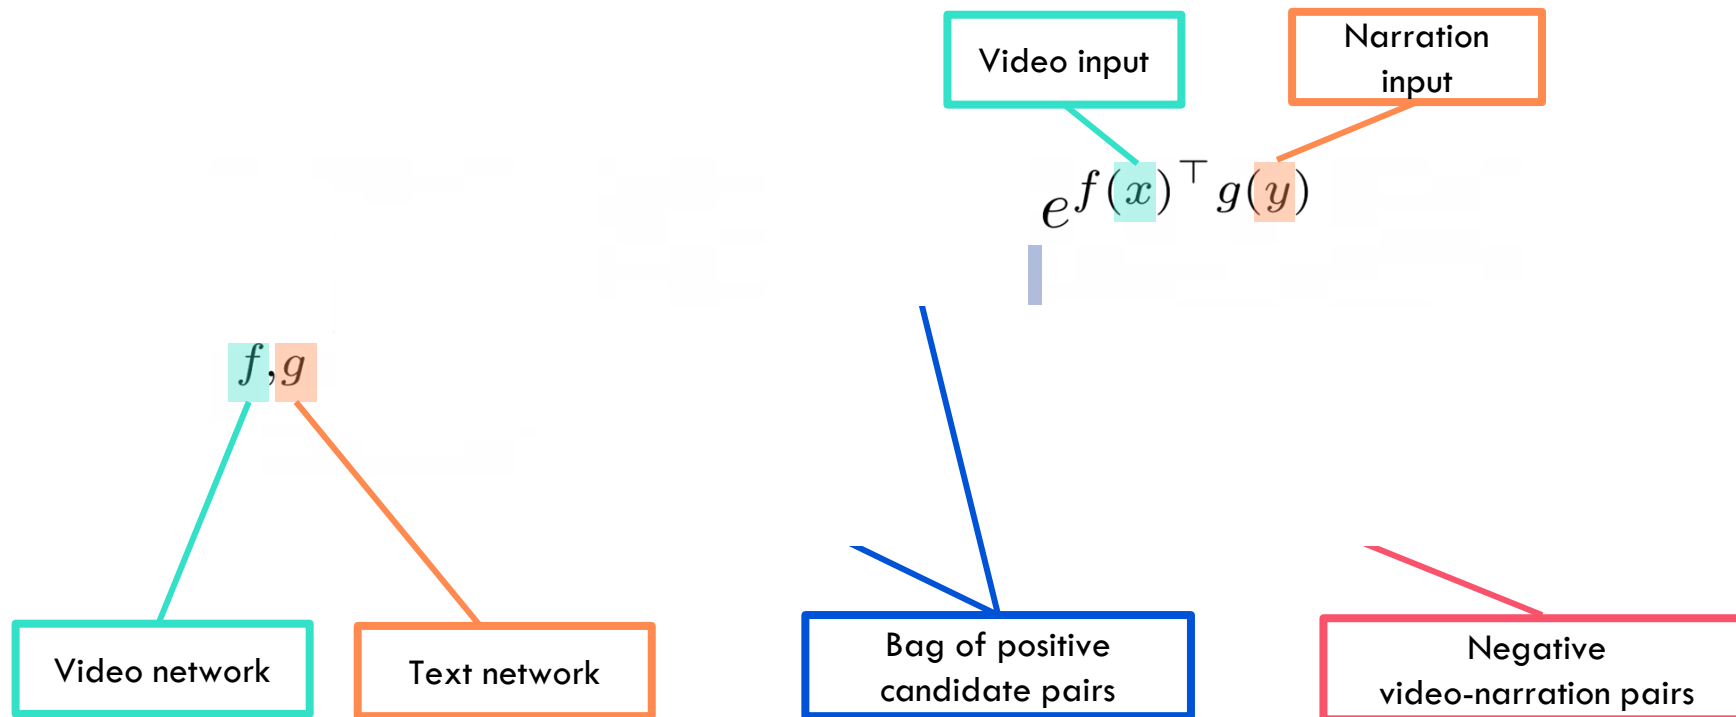 Video input
Narration
input
e^{f(x)^⊤ g(y)}
f,g
Video network
Text network
Bag of positive
candidate pairs
Negative
video-narration pairs